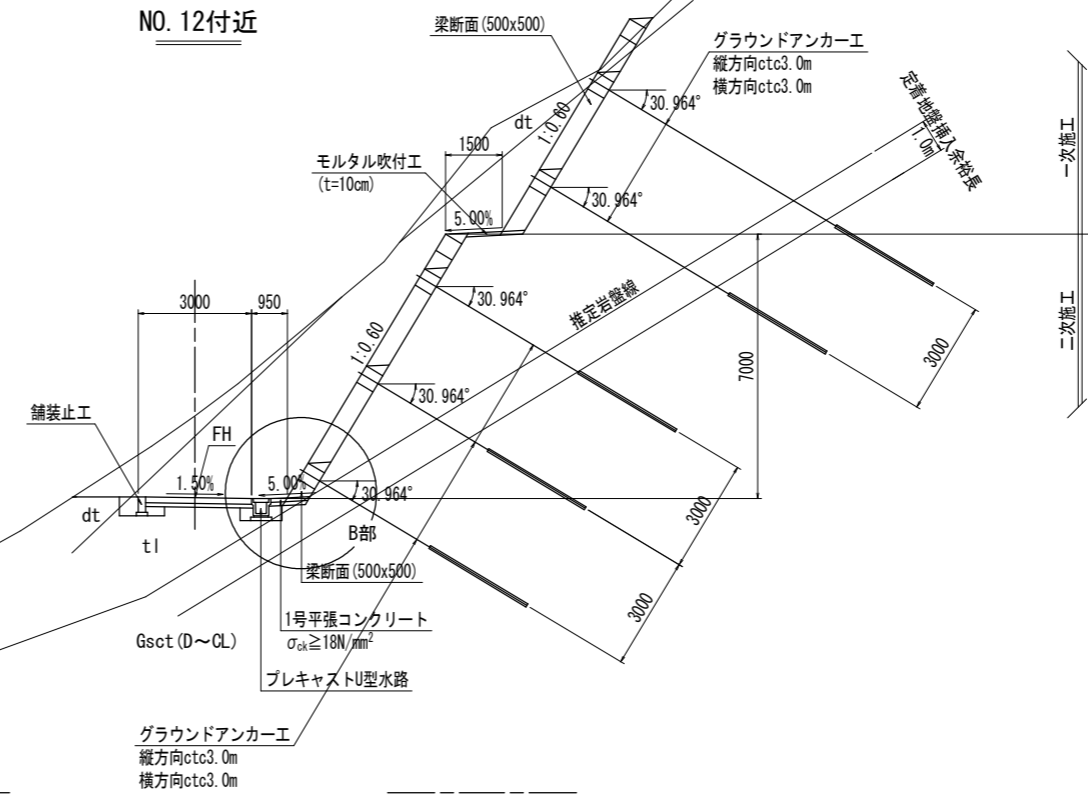 NO.12付近
梁断面(500x500)
グラウンドアンカー工
縦方向ctc3.0m
横方向ctc3.0m
30.964°
定着地盤挿入余裕長
1.0m
一次施工
dt
1:0.60
1500
モルタル吹付工
(t=10cm)
30.964°
5.00%
30.964°
推定岩盤線
二次施工
3000
950
3000
1:0.60
7000
30.964°
舗装止工
FH
1.50%
5.00%
30.964°
3000
dt
tl
B部
梁断面(500x500)
3000
1号平張コンクリート
σck≧18N/mm²
Gsct(D～CL)
プレキャストU型水路
グラウンドアンカー工
縦方向ctc3.0m
横方向ctc3.0m